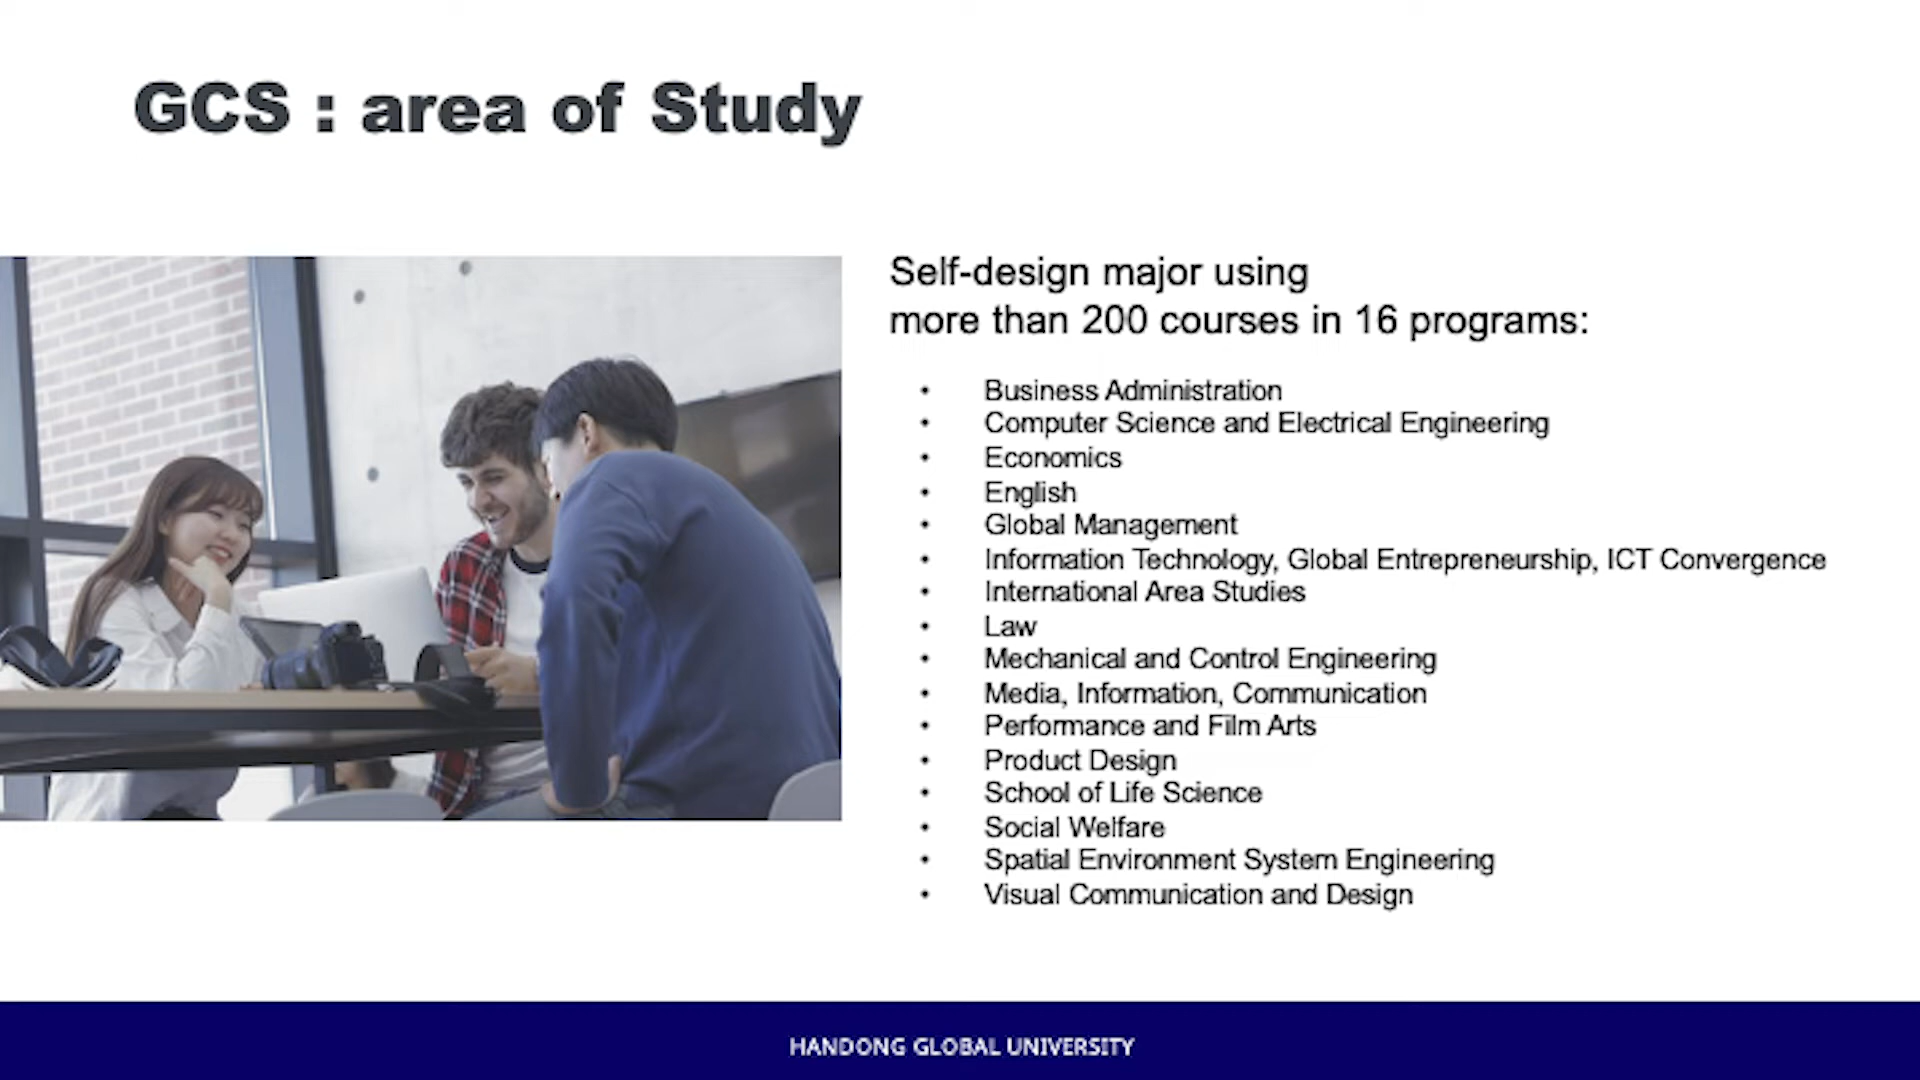 GCS : area of Study
Self-design major using
more than 200 courses in 16 programs:
• Business Administration
• Computer Science and Electrical Engineering
• Economics
• English
• Global Management
• Information Technology, Global Entrepreneurship, ICT Convergence
• International Area Studies
• Law
• Mechanical and Control Engineering
• Media, Information, Communication
• Performance and Film Arts
• Product Design
• School of Life Science
• Social Welfare
• Spatial Environment System Engineering
• Visual Communication and Design
HANDONG GLOBAL UNIVERSITY